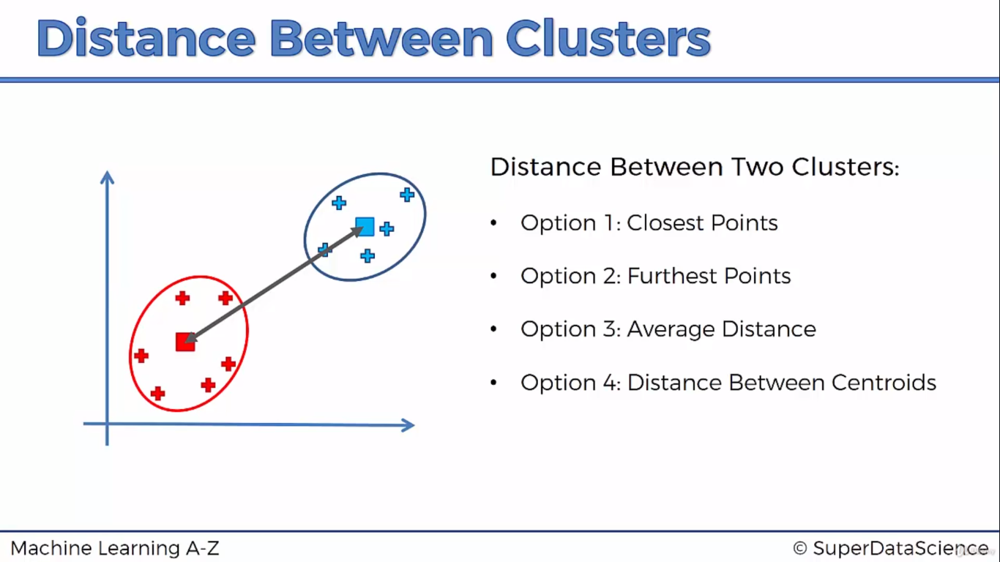 Distance Between Clusters
Distance Between Two Clusters:
• Option 1: Closest Points
• Option 2: Furthest Points
• Option 3: Average Distance
• Option 4: Distance Between Centroids
Machine Learning A-Z
© SuperDataScience